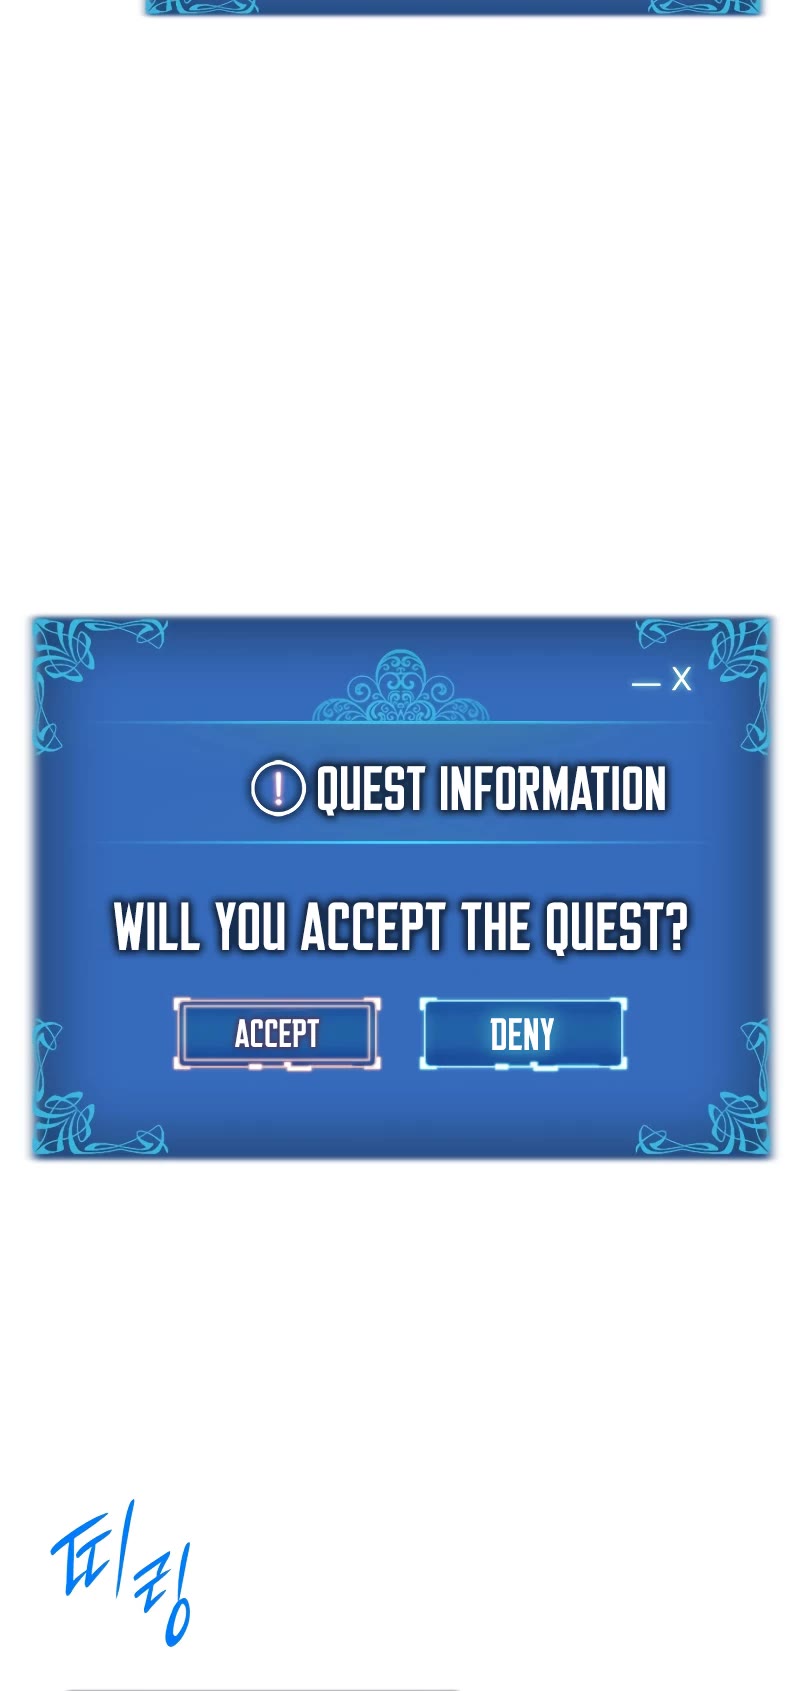 — X
! QUEST INFORMATION
WILL YOU ACCEPT THE QUEST?
ACCEPT DENY
띠링